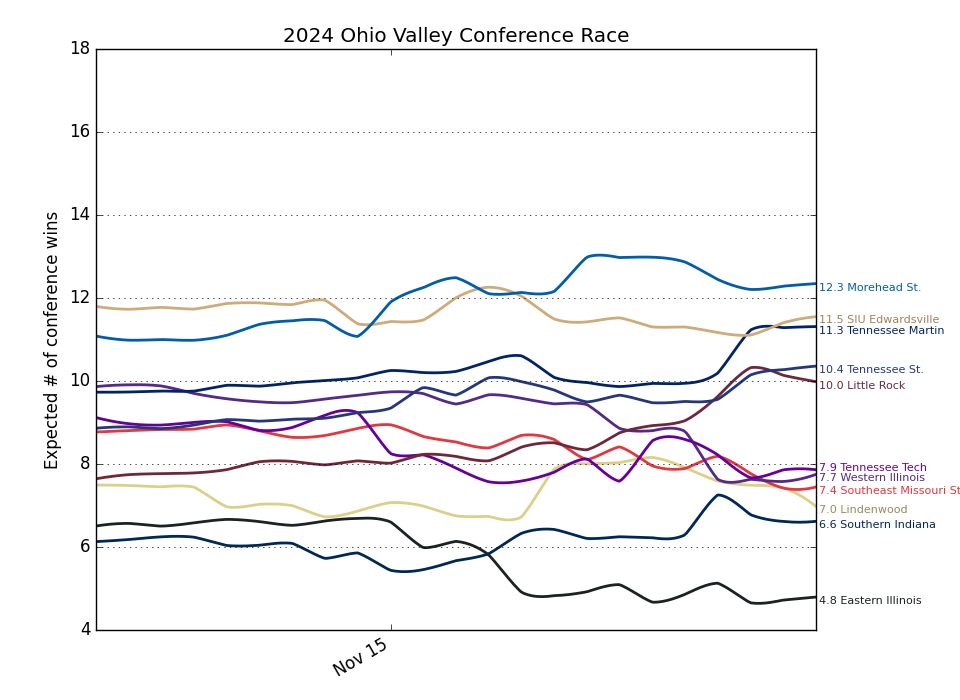 2024 Ohio Valley Conference Race
Expected # of conference wins
18
16
14
12
10
8
6
4
Nov 15
12.3 Morehead St.
11.5 SIU Edwardsville
11.3 Tennessee Martin
10.4 Tennessee St.
10.0 Little Rock
7.9 Tennessee Tech
7.7 Western Illinois
7.4 Southeast Missouri St
7.0 Lindenwood
6.6 Southern Indiana
4.8 Eastern Illinois